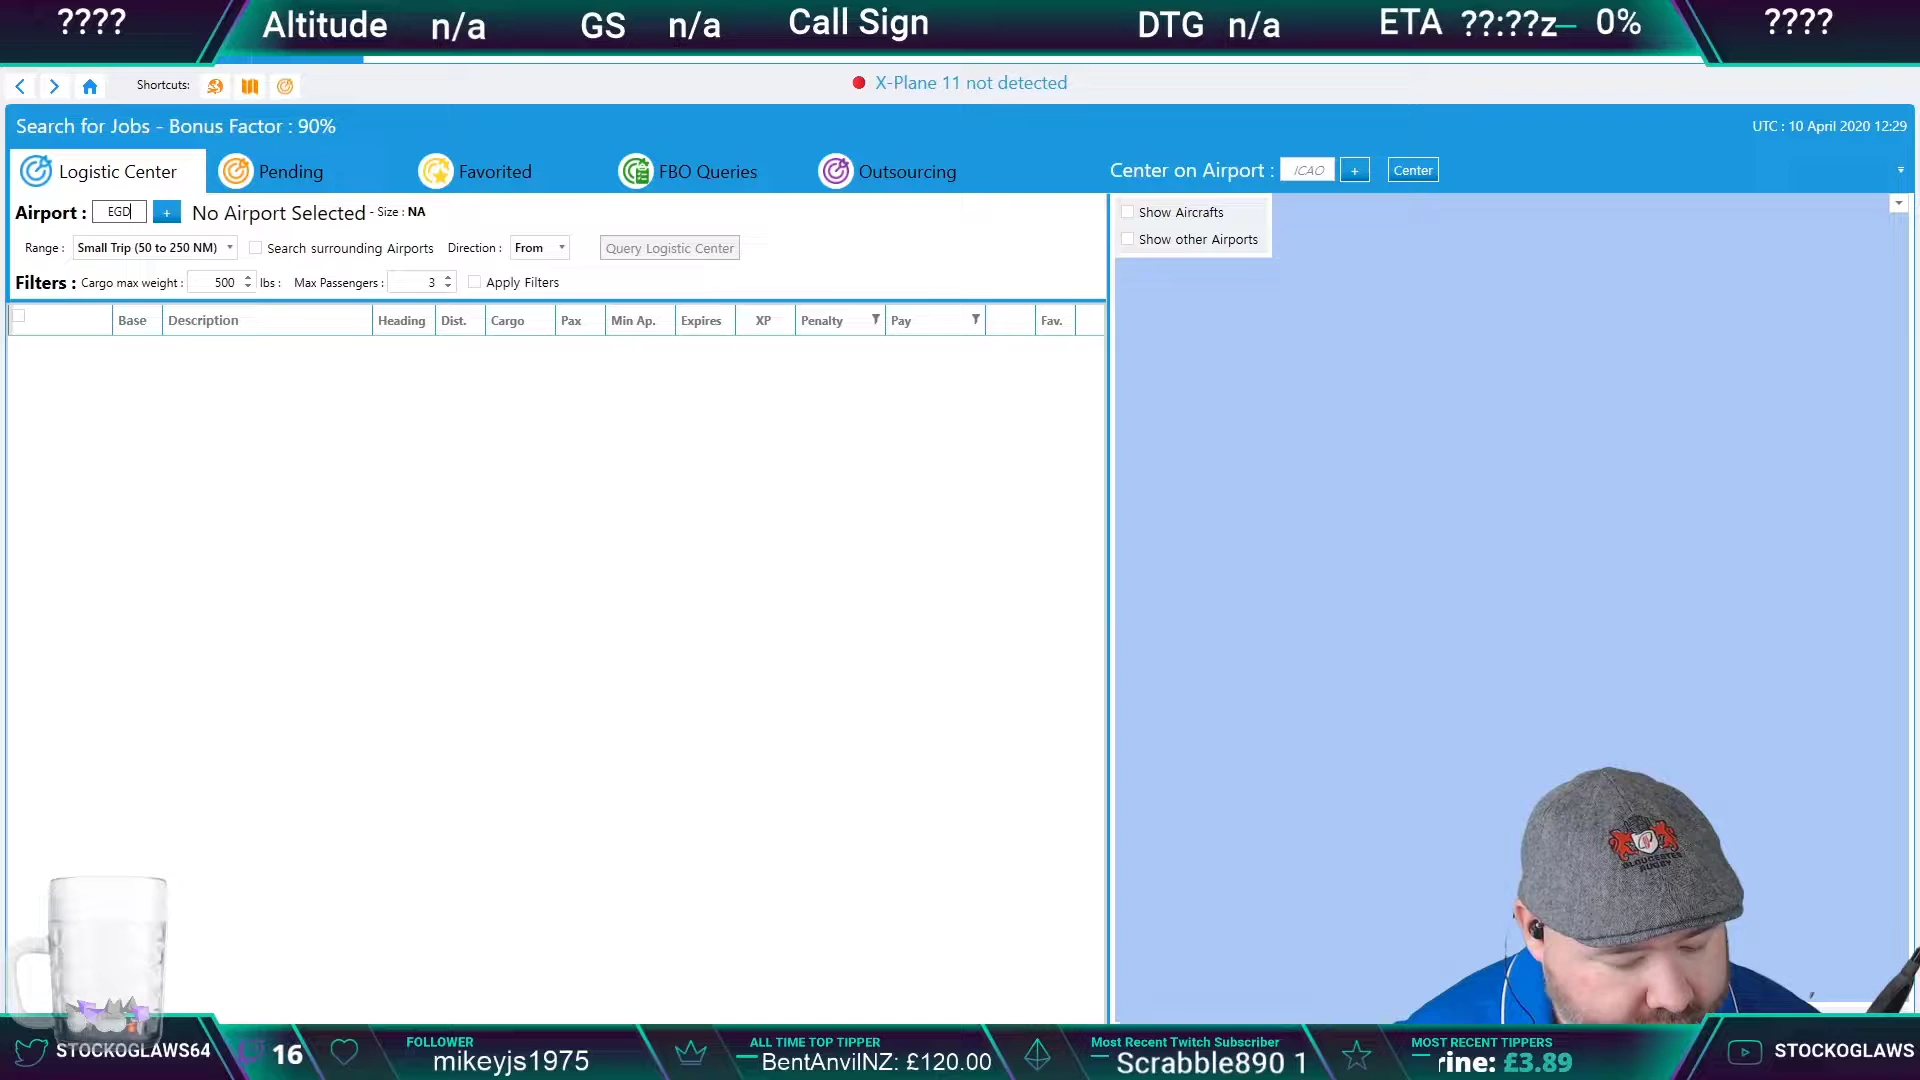 ???? Altitude n/a GS n/a Call Sign DTG n/a ETA ??:??z 0% ????
Shortcuts:
X-Plane 11 not detected
Search for Jobs - Bonus Factor : 90%
UTC : 10 April 2020 12:29
Logistic Center
Pending
Favorited
FBO Queries
Outsourcing
Center on Airport : ICAO + Center
Airport : EGD + No Airport Selected - Size : NA
Show Aircrafts
Show other Airports
Range : Small Trip (50 to 250 NM) Search surrounding Airports Direction : From Query Logistic Center
Filters : Cargo max weight : 500 lbs : Max Passengers : 3 Apply Filters
Base Description Heading Dist. Cargo Pax Min Ap. Expires XP Penalty Pay Fav.
GLOUCESTER
RUGBY
STOCKOGLAWS64
16
FOLLOWER
mikeyjs1975
ALL TIME TOP TIPPER
BentAnvilNZ: £120.00
Most Recent Twitch Subscriber
Scrabble890 1
MOST RECENT TIPPERS
rine: £3.89
STOCKOGLAWS